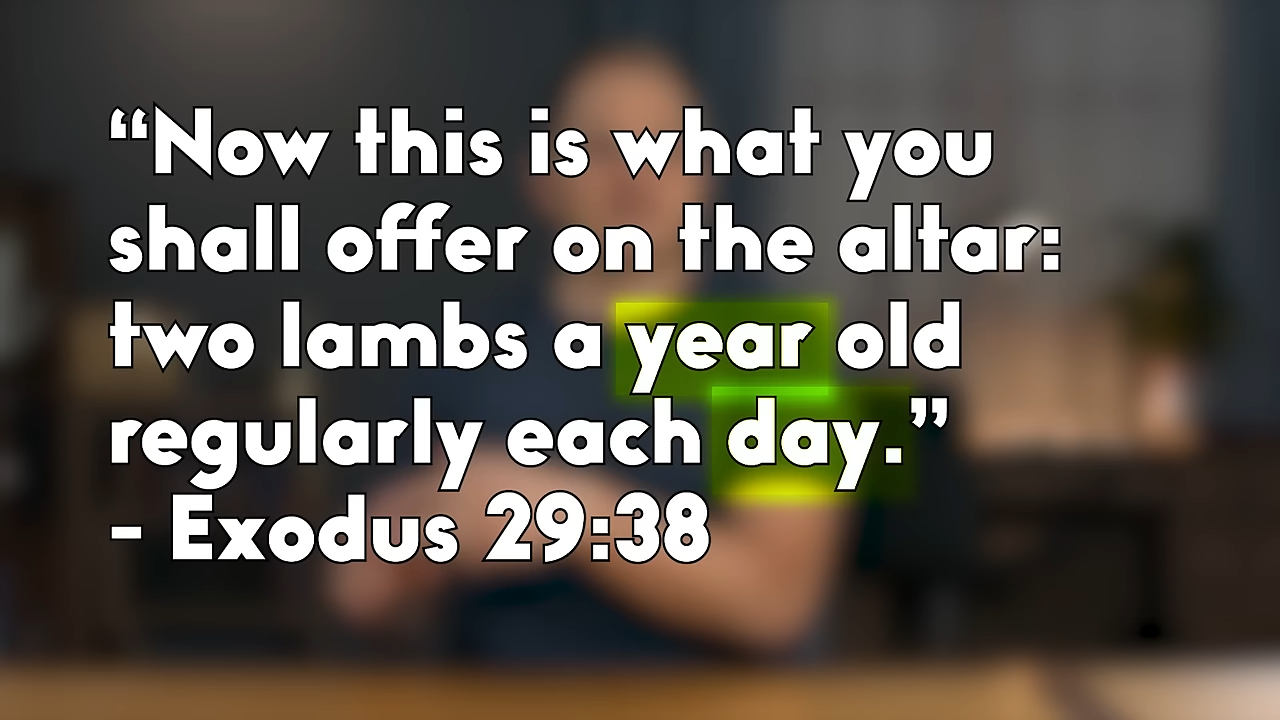 “Now this is what you
shall offer on the altar:
two lambs a year old
regularly each day.”
- Exodus 29:38